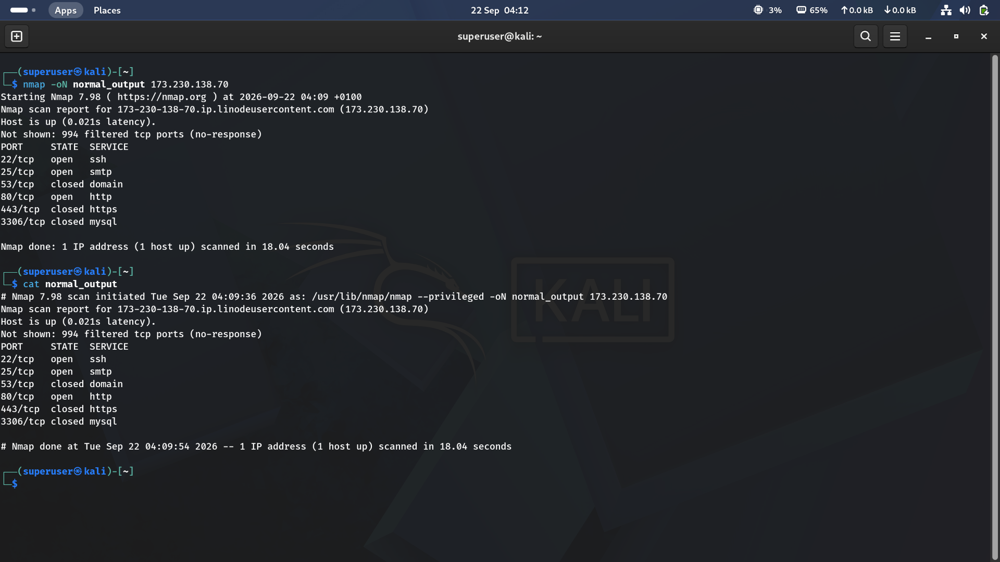 Apps Places 22 Sep 04:12 3% 65% 0.0 kB 0.0 kB
superuser@kali: ~
┌──(superuser㉿kali)-[~]
└─$ nmap -oN normal_output 173.230.138.70
Starting Nmap 7.98 ( https://nmap.org ) at 2026-09-22 04:09 +0100
Nmap scan report for 173-230-138-70.ip.linodeusercontent.com (173.230.138.70)
Host is up (0.021s latency).
Not shown: 994 filtered tcp ports (no-response)
PORT     STATE  SERVICE
22/tcp   open   ssh
25/tcp   open   smtp
53/tcp   closed domain
80/tcp   open   http
443/tcp  closed https
3306/tcp closed mysql
Nmap done: 1 IP address (1 host up) scanned in 18.04 seconds
┌──(superuser㉿kali)-[~]
└─$ cat normal_output
# Nmap 7.98 scan initiated Tue Sep 22 04:09:36 2026 as: /usr/lib/nmap/nmap --privileged -oN normal_output 173.230.138.70
Nmap scan report for 173-230-138-70.ip.linodeusercontent.com (173.230.138.70)
Host is up (0.021s latency).
Not shown: 994 filtered tcp ports (no-response)
PORT     STATE  SERVICE
22/tcp   open   ssh
25/tcp   open   smtp
53/tcp   closed domain
80/tcp   open   http
443/tcp  closed https
3306/tcp closed mysql
# Nmap done at Tue Sep 22 04:09:54 2026 -- 1 IP address (1 host up) scanned in 18.04 seconds
┌──(superuser㉿kali)-[~]
└─$
KALI